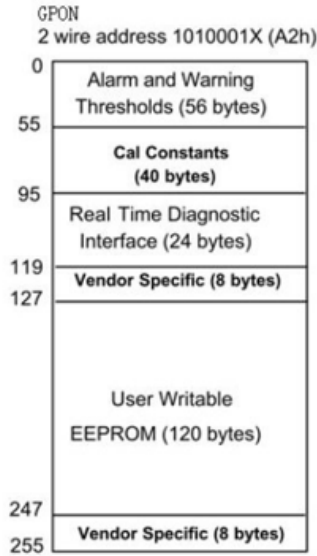 GPON
2 wire address 1010001X (A2h)
0
Alarm and Warning
Thresholds (56 bytes)
55
Cal Constants
(40 bytes)
95
Real Time Diagnostic
Interface (24 bytes)
119
Vendor Specific (8 bytes)
127
User Writable
EEPROM (120 bytes)
247
Vendor Specific (8 bytes)
255